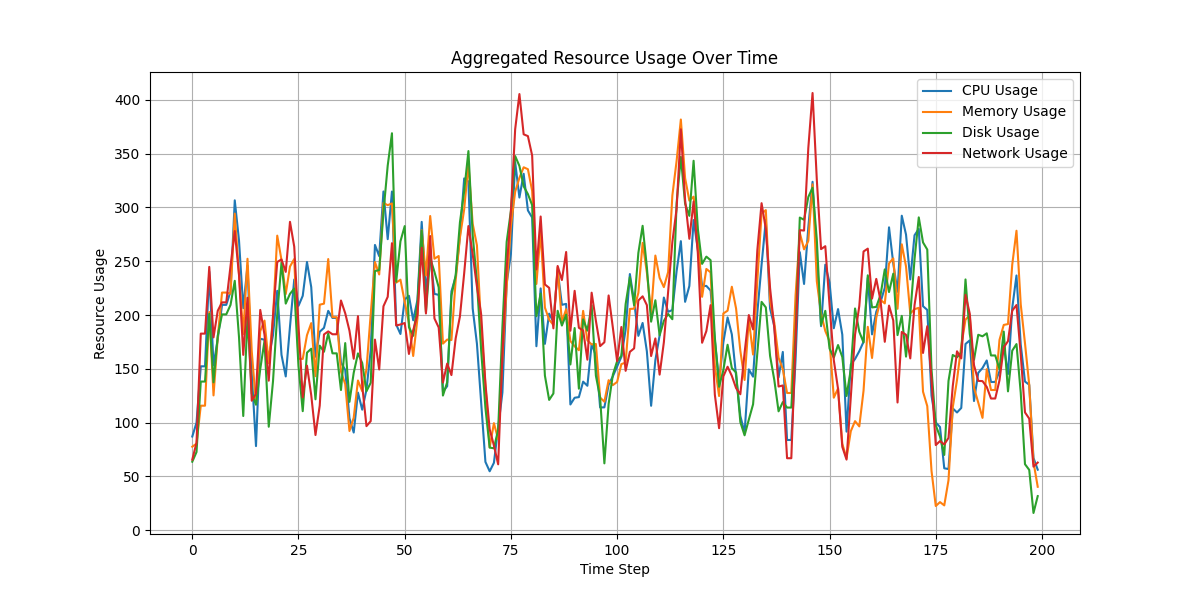 Aggregated Resource Usage Over Time
CPU Usage
Memory Usage
Disk Usage
Network Usage
Resource Usage
400
350
300
250
200
150
100
50
0
0 25 50 75 100 125 150 175 200
Time Step